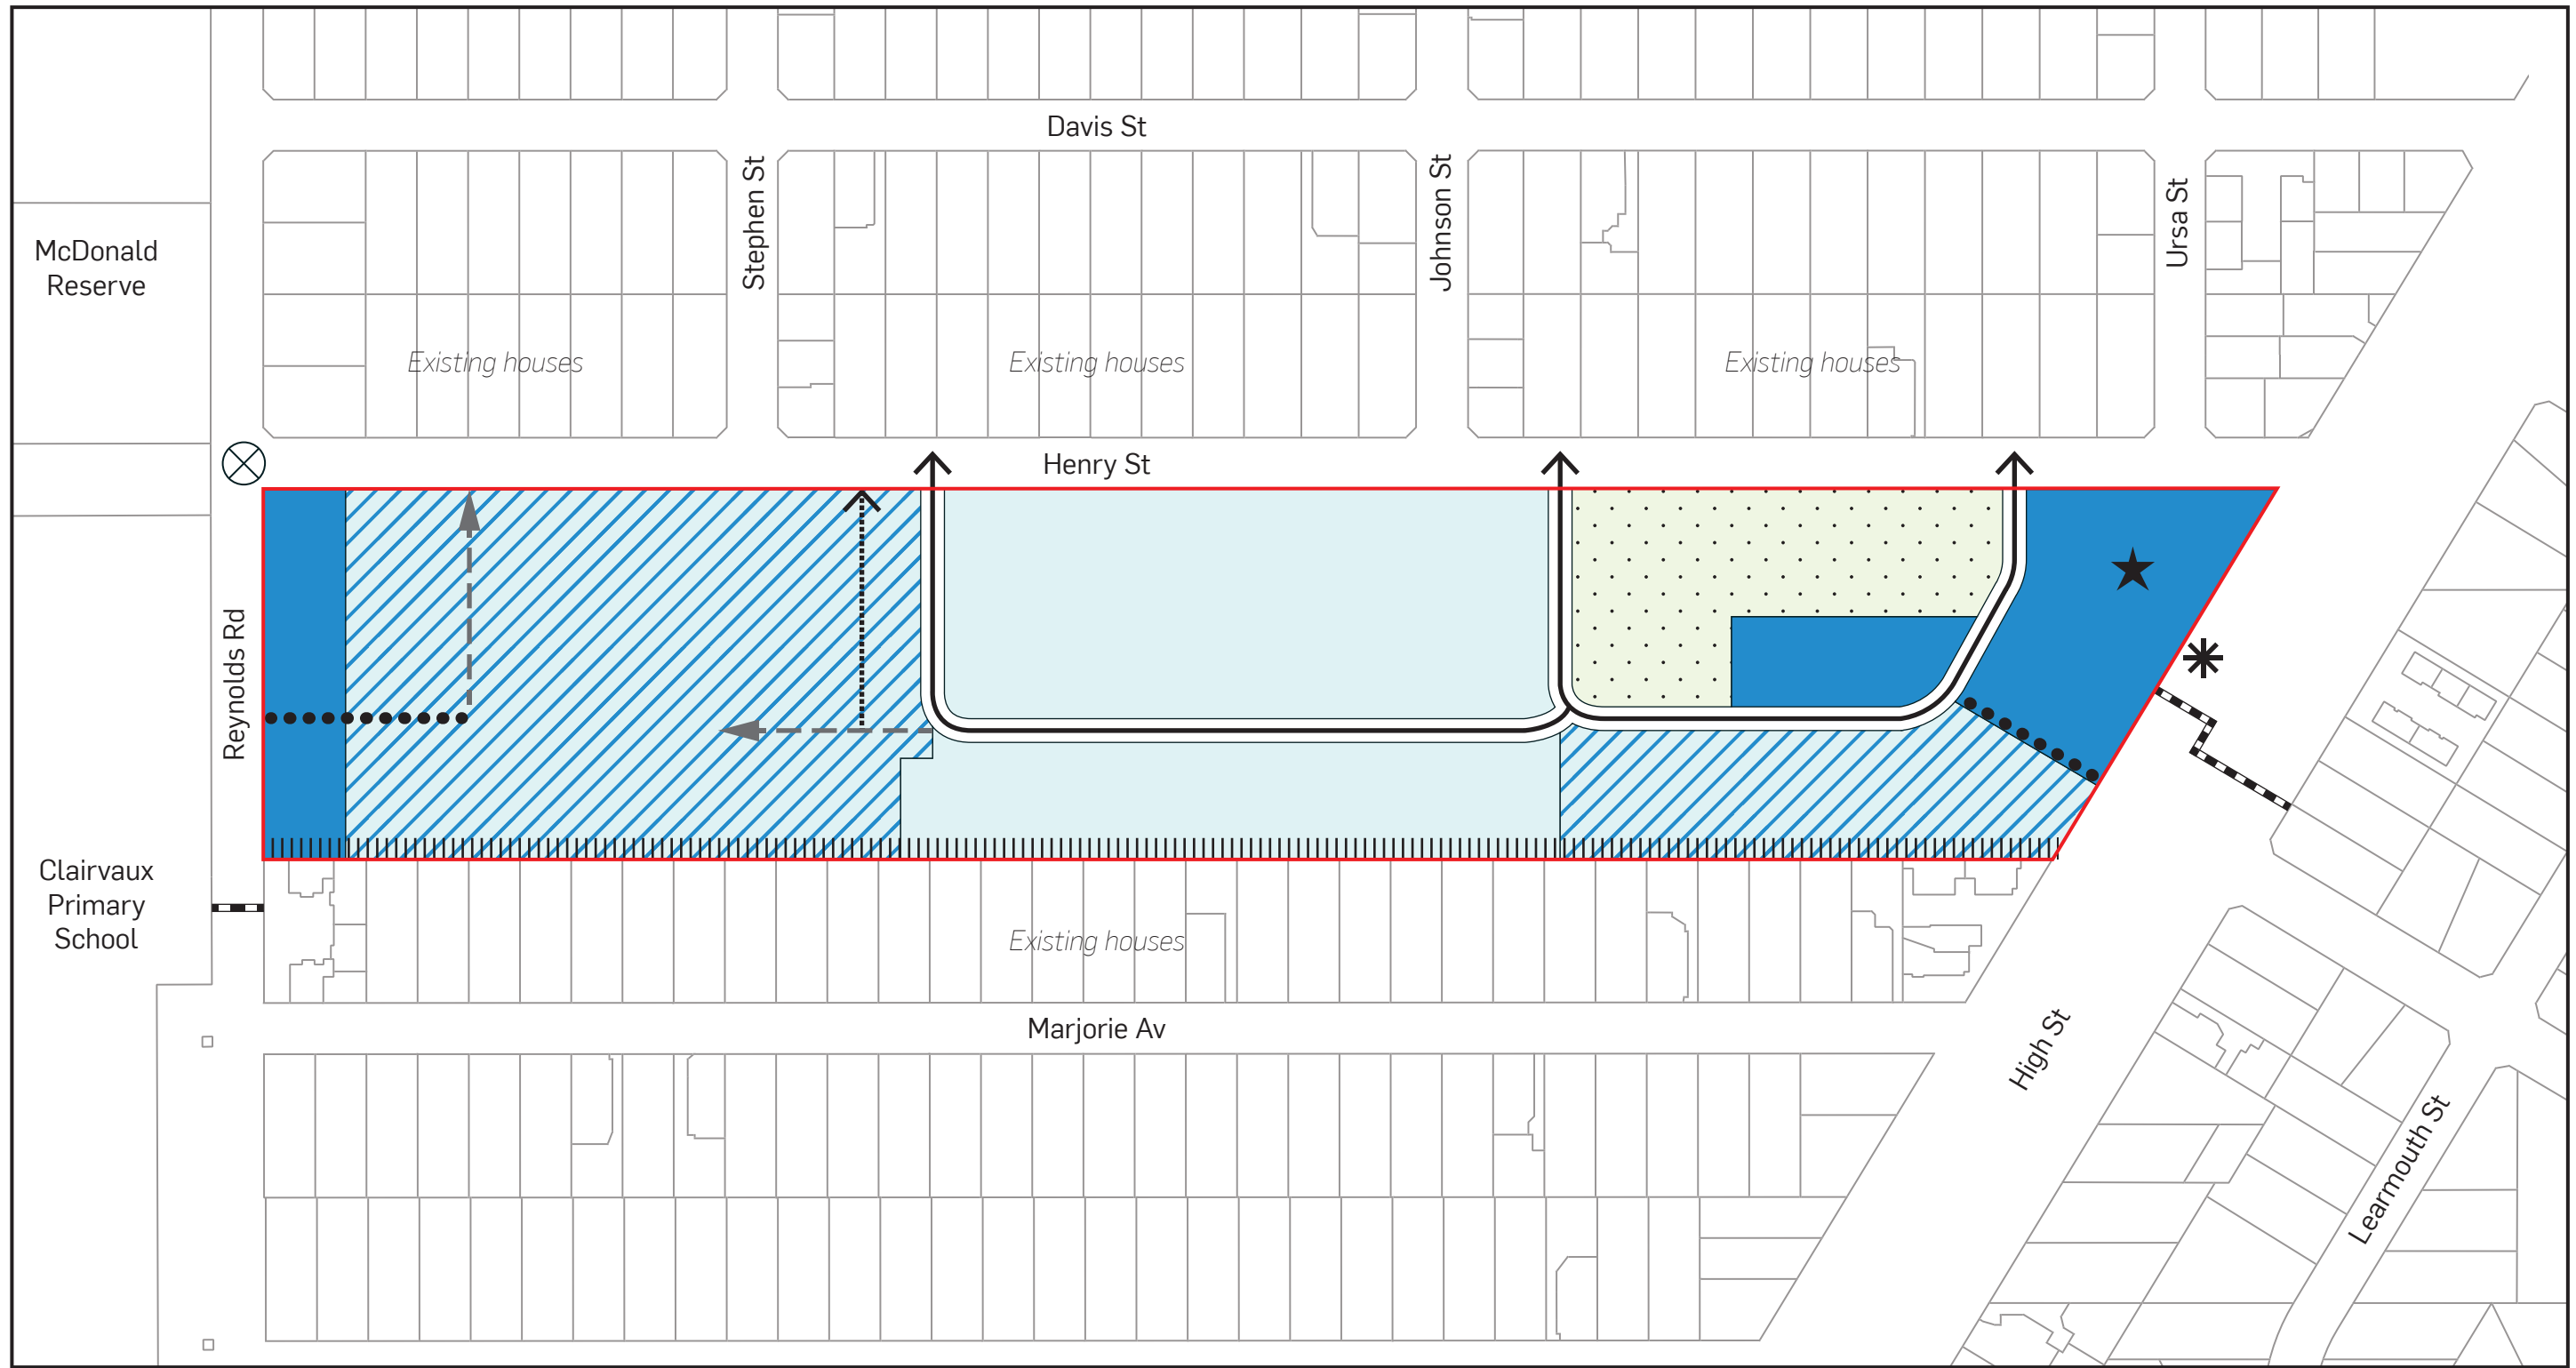 Davis St
Stephen St
Johnson St
Ursa St
McDonald
Reserve
Existing houses
Existing houses
Existing houses
Henry St
Reynolds Rd
Clairvaux
Primary
School
Existing houses
Marjorie Av
High St
Learmouth St